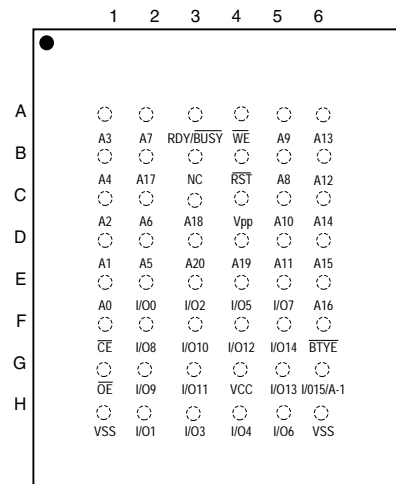 1 2 3 4 5 6
A
A3 A7 RDY/BUSY WE A9 A13
B
A4 A17 NC RST A8 A12
C
A2 A6 A18 Vpp A10 A14
D
A1 A5 A20 A19 A11 A15
E
A0 I/O0 I/O2 I/O5 I/O7 A16
F
CE I/O8 I/O10 I/O12 I/O14 BTYE
G
OE I/O9 I/O11 VCC I/O13 I/015/A-1
H
VSS I/O1 I/O3 I/O4 I/O6 VSS